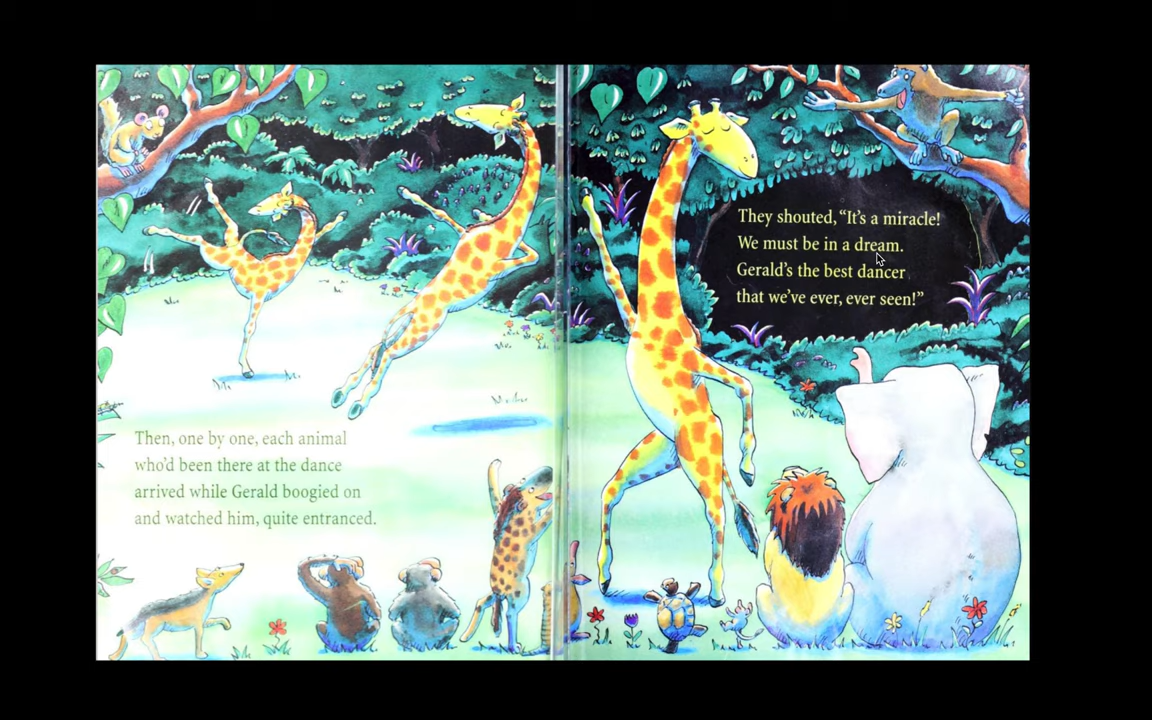 Then, one by one, each animal
who'd been there at the dance
arrived while Gerald boogied on
and watched him, quite entranced.
They shouted, “It's a miracle!
We must be in a dream.
Gerald's the best dancer
that we've ever, ever seen!”